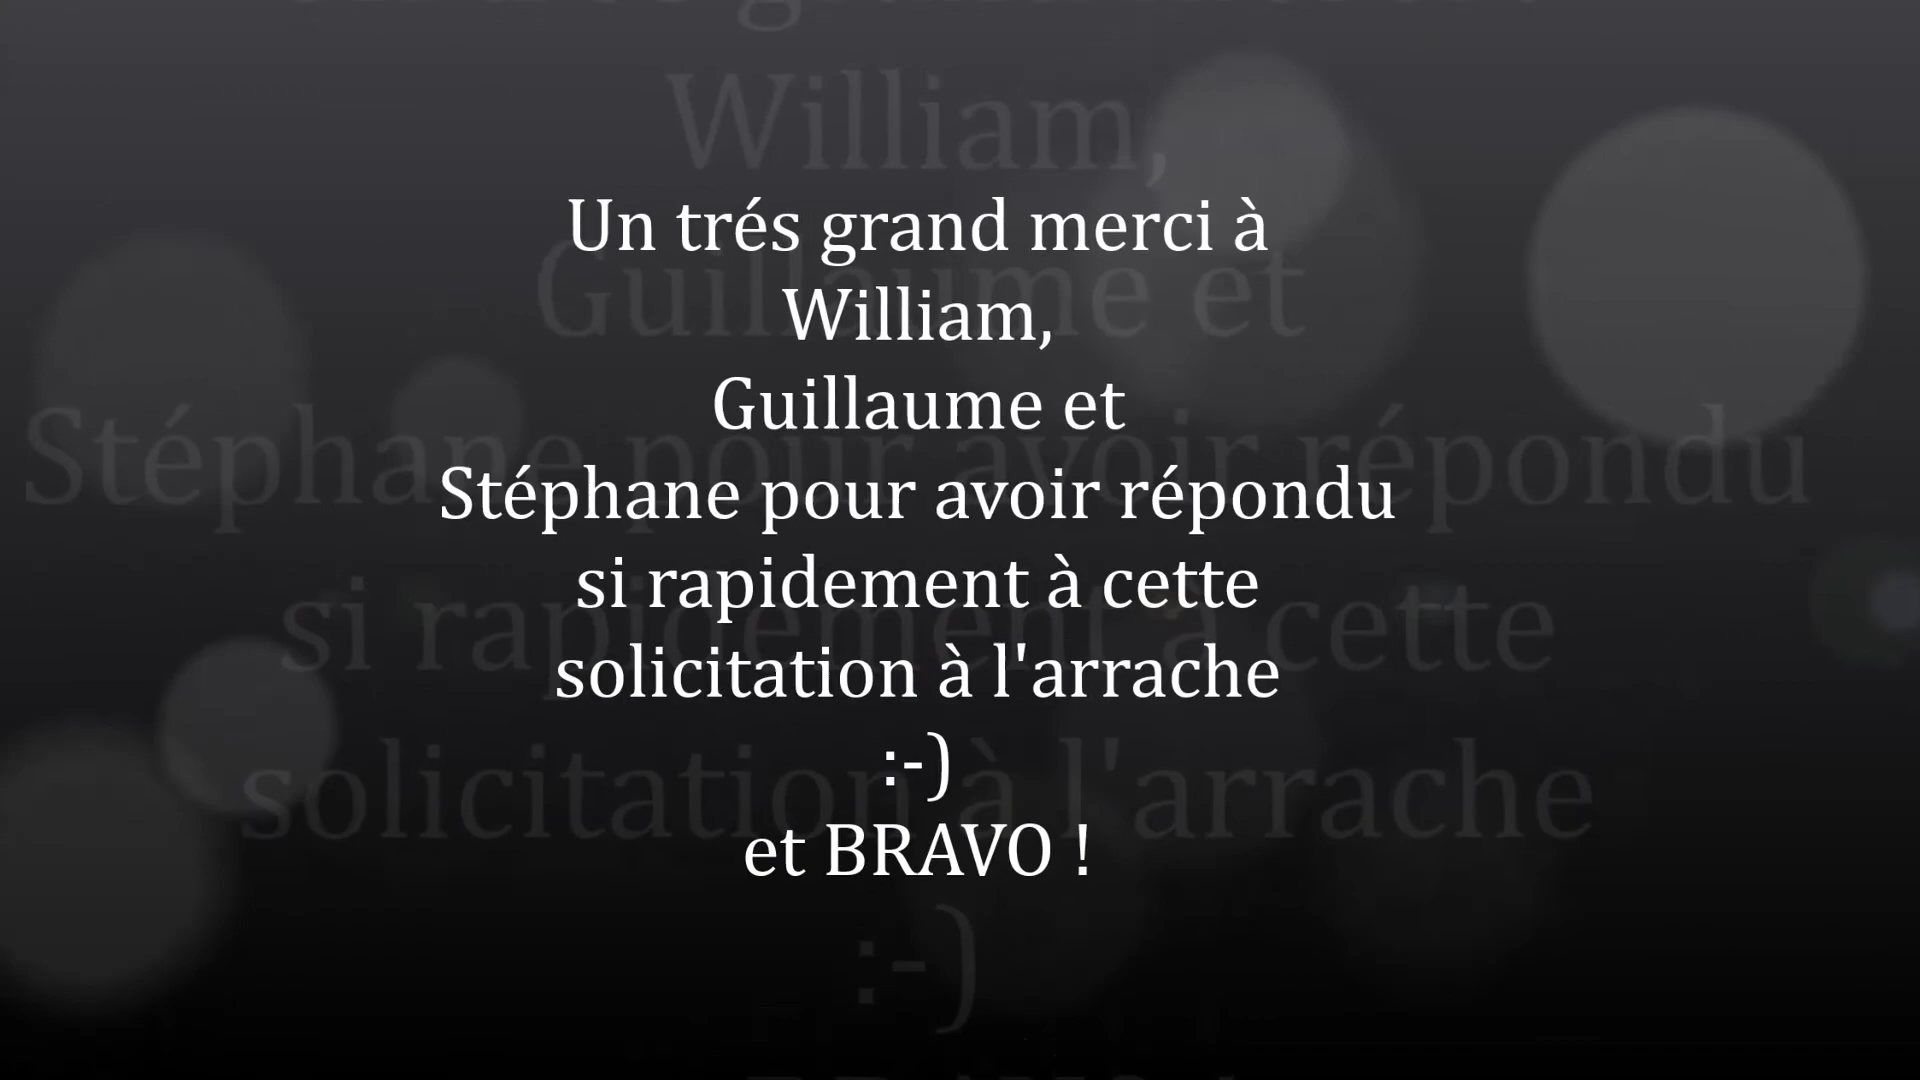 Un trés grand merci à
William,
Guillaume et
Stéphane pour avoir répondu
si rapidement à cette
solicitation à l'arrache
:-)
et BRAVO !